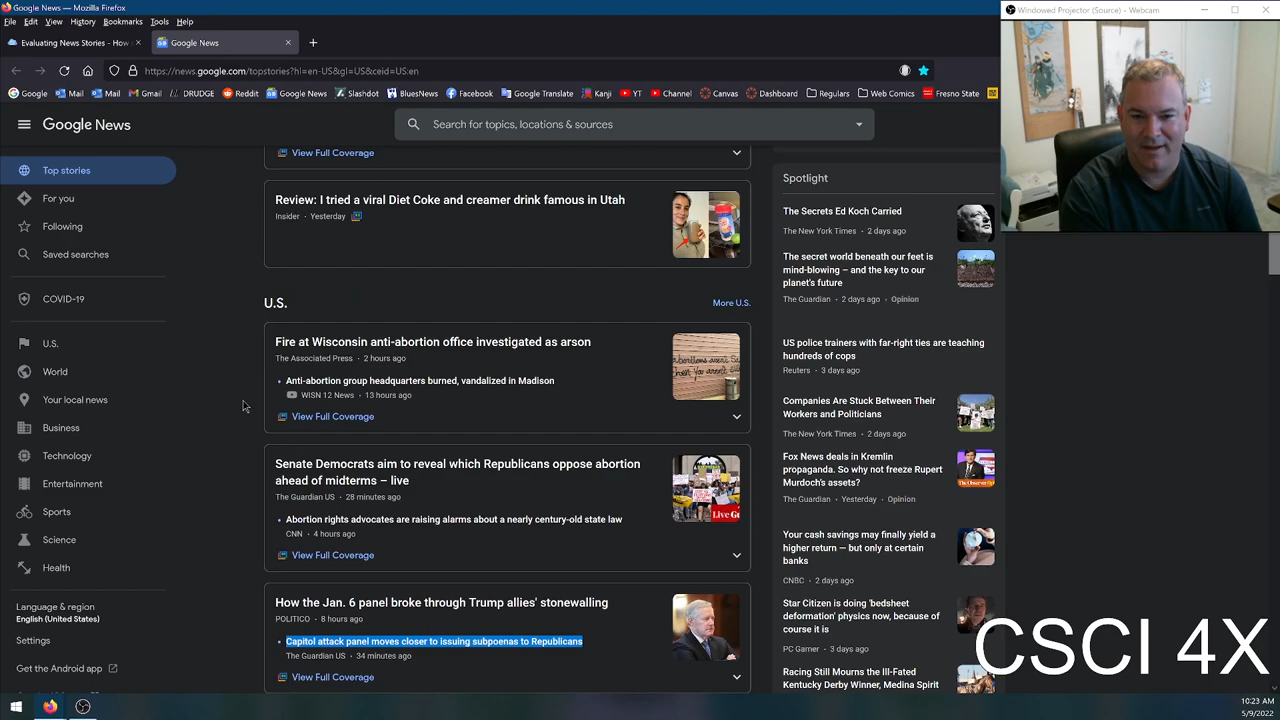 Google News — Mozilla Firefox
File Edit View History Bookmarks Tools Help
Evaluating News Stories - How
Google News
https://news.google.com/topstories?hl=en-US&gl=US&ceid=US:en
Google Mail Mail Gmail DRUDGE Reddit Google News Slashdot BluesNews Facebook Google Translate Kanji YT Channel Canvas Dashboard Regulars Web Comics Fresno State
Google News
Search for topics, locations & sources
Top stories
For you
Following
Saved searches
COVID-19
U.S.
World
Your local news
Business
Technology
Entertainment
Sports
Science
Health
Language & region
English (United States)
Settings
Get the Android app
View Full Coverage
Review: I tried a viral Diet Coke and creamer drink famous in Utah
Insider • Yesterday
U.S.
More U.S.
Fire at Wisconsin anti-abortion office investigated as arson
The Associated Press • 2 hours ago
• Anti-abortion group headquarters burned, vandalized in Madison
WISN 12 News • 13 hours ago
View Full Coverage
Democrats aim to reveal which Republicans oppose abortion
of midterms – live
US • 28 minutes ago
Live
• Abortion rights advocates are raising alarms about a nearly century-old state law
CNN • 4 hours ago
View Full Coverage
How the Jan. 6 panel broke through Trump allies' stonewalling
8 hours ago
• Capitol attack panel moves closer to issuing subpoenas to Republicans
The Guardian US • 34 minutes ago
View Full Coverage
Spotlight
The Secrets Ed Koch Carried
The New York Times • 2 days ago
The secret world beneath our feet is
mind-blowing – and the key to our
planet's future
The Guardian • 2 days ago • Opinion
US police trainers with far-right ties are teaching
hundreds of cops
Reuters • 3 days ago
Companies Are Stuck Between Their
Workers and Politicians
The New York Times • 2 days ago
Fox News deals in Kremlin
propaganda. So why not freeze Rupert
Murdoch's assets?
The Guardian • Yesterday • Opinion
Your cash savings may finally yield a
higher return — but only at certain
banks
CNBC • 2 days ago
Star Citizen is doing 'bedsheet
deformation' physics now, because of
course it is
PC Gamer • 3 days ago
Racing Still Mourns the Ill-Fated
Kentucky Derby Winner, Medina Spirit
Windowed Projector (Source) - Webcam
CSCI 4X
10:23 AM
5/9/2022